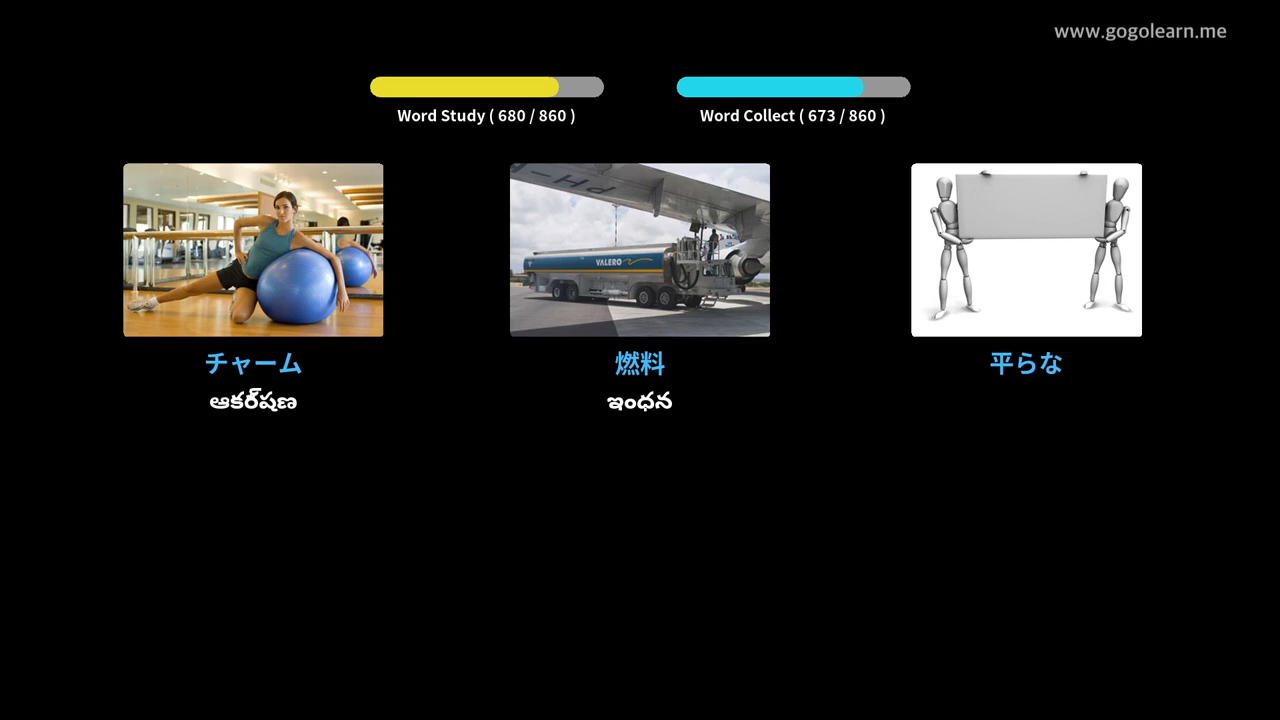 www.gogolearn.me
Word Study ( 680 / 860 )
Word Collect ( 673 / 860 )
VALERO
チャーム
燃料
平らな
ఆకర్షణ
ఇంధన